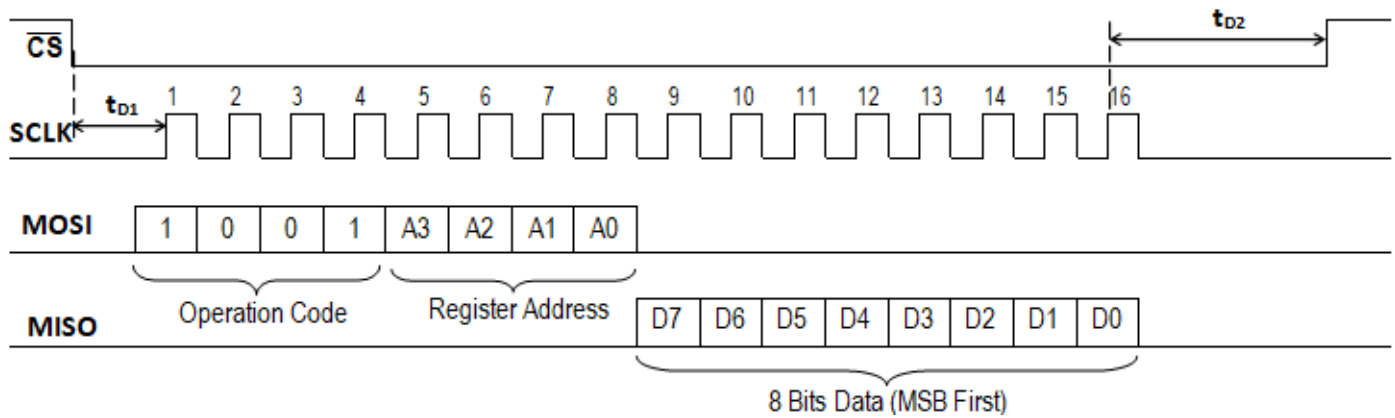 CS
tD2
tD1
1 2 3 4 5 6 7 8 9 10 11 12 13 14 15 16
SCLK
MOSI 1 0 0 1 A3 A2 A1 A0
Operation Code Register Address
MISO D7 D6 D5 D4 D3 D2 D1 D0
8 Bits Data (MSB First)